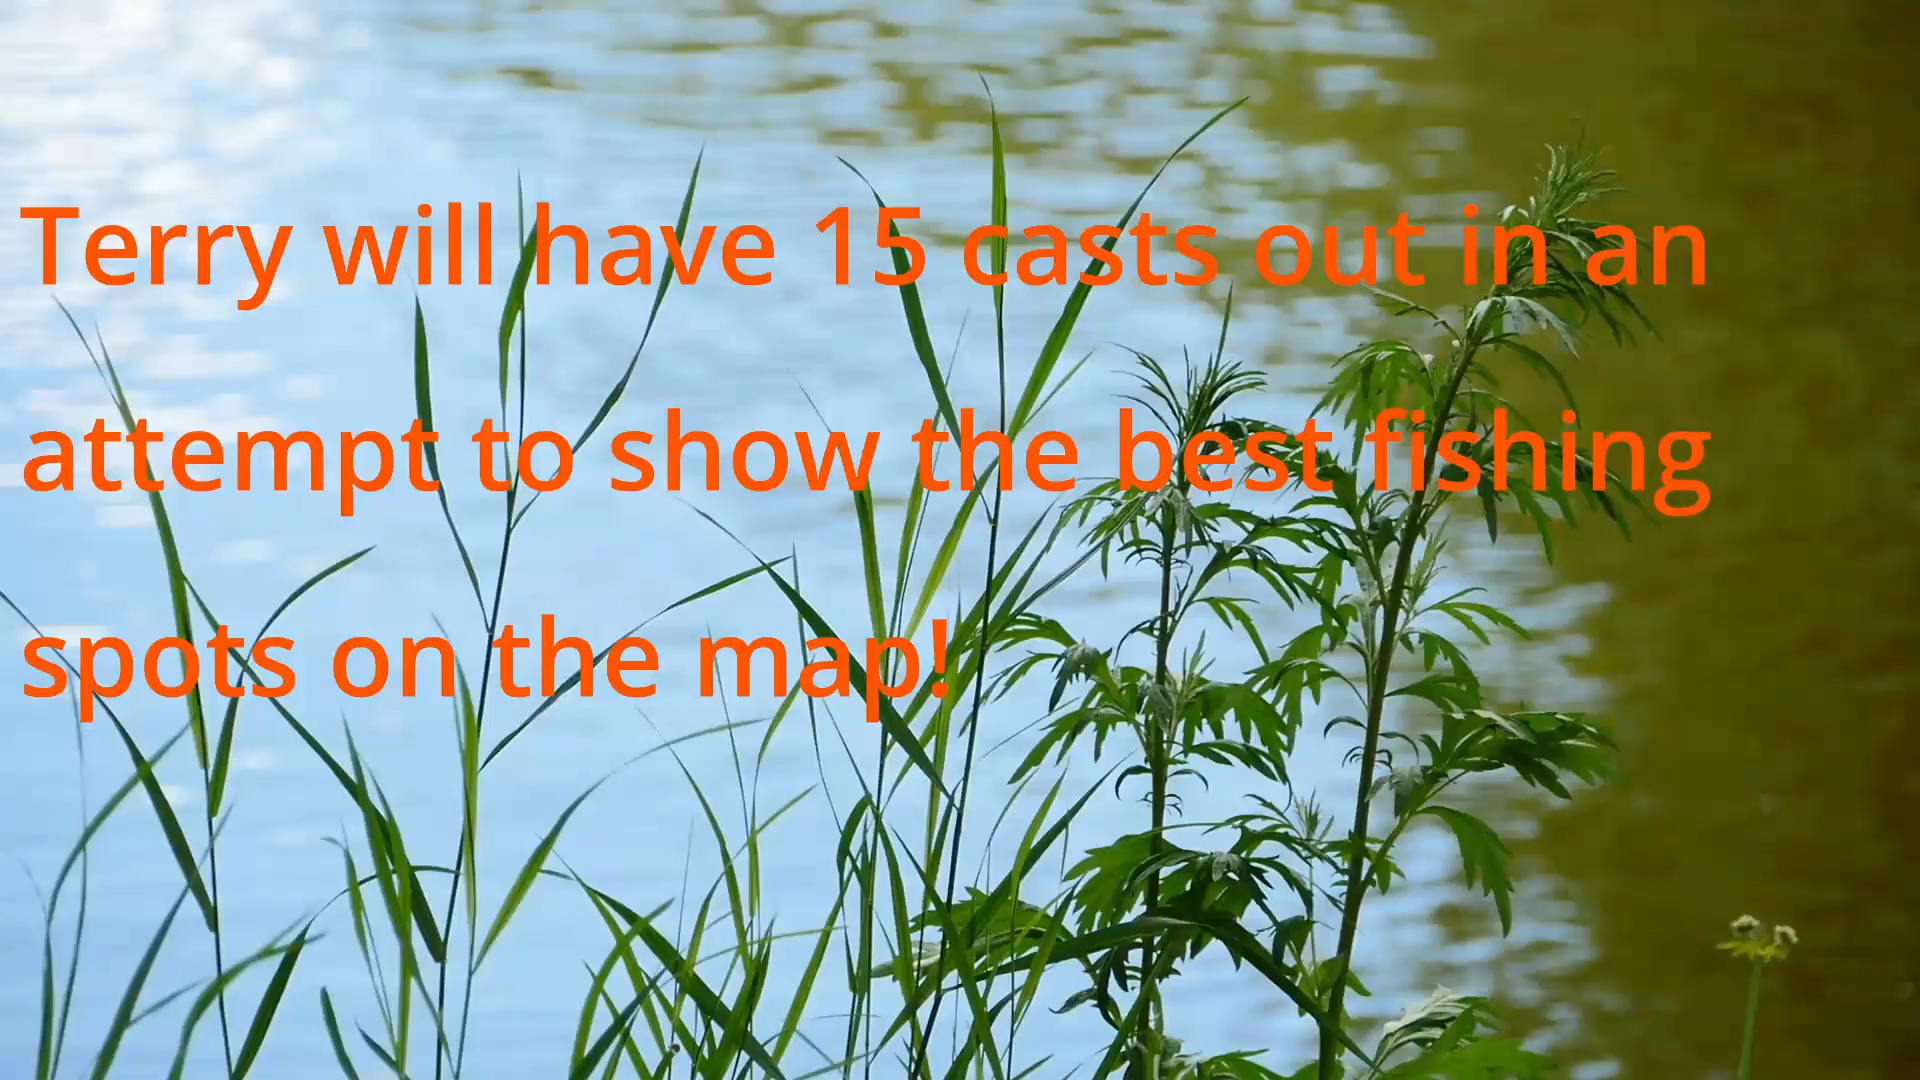 Terry will have 15 casts out in an
attempt to show the best fishing
spots on the map!